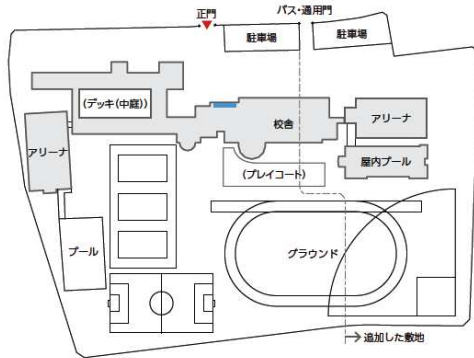 正門
バス・通用門
駐車場
駐車場
(デッキ(中庭))
校舎
アリーナ
アリーナ
屋内プール
(プレイコート)
プール
グラウンド
追加した敷地